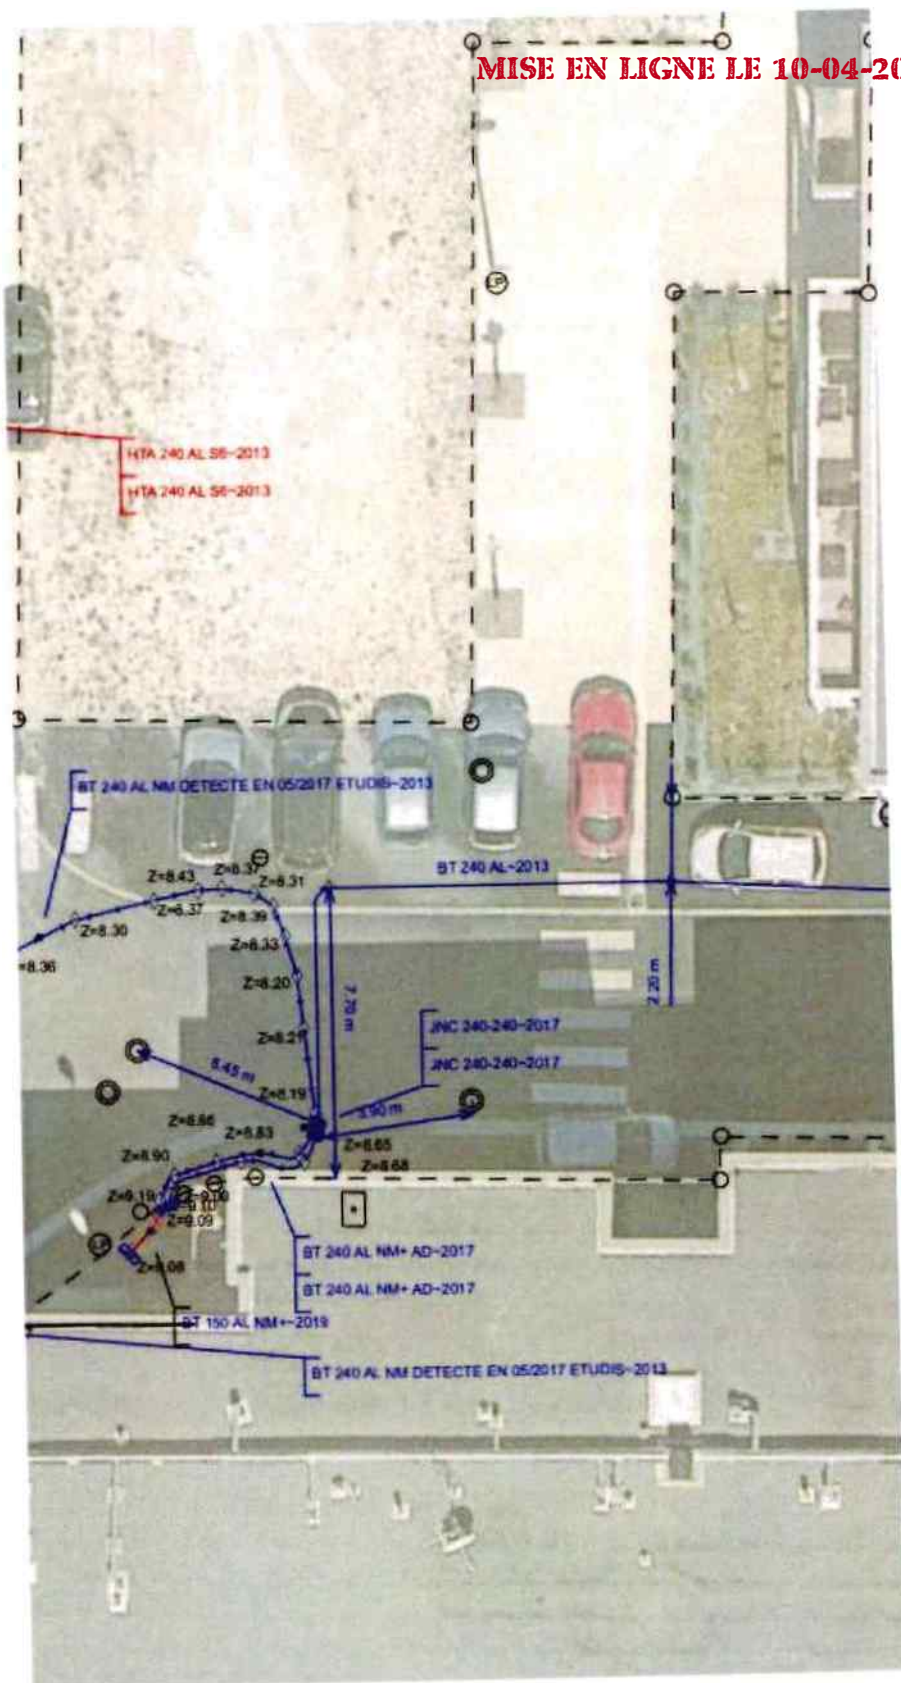 MISE EN LIGNE LE 10-04-20
LP
HTA 240 AL S6-2013
HTA 240 AL S6-2013
BT 240 AL NM DETECTE EN 05/2017 ETUDIS-2013
BT 240 AL-2013
Z=8.43
Z=8.37
Z=8.31
Z=8.37
Z=8.39
Z=8.30
Z=8.33
=8.36
Z=8.20
2.20 m
7.70 m
Z=8.21
JNC 240-240-2017
JNC 240-240-2017
Z=8.19
3.90 m
Z=8.83
Z=8.65
Z=8.68
Z=8.90
Z=9.19
Z=9.10
Z=9.09
LP
BT 240 AL NM+ AD-2017
BT 240 AL NM+ AD-2017
BT 150 AL NM+-2019
BT 240 AL NM DETECTE EN 05/2017 ETUDIS-2013